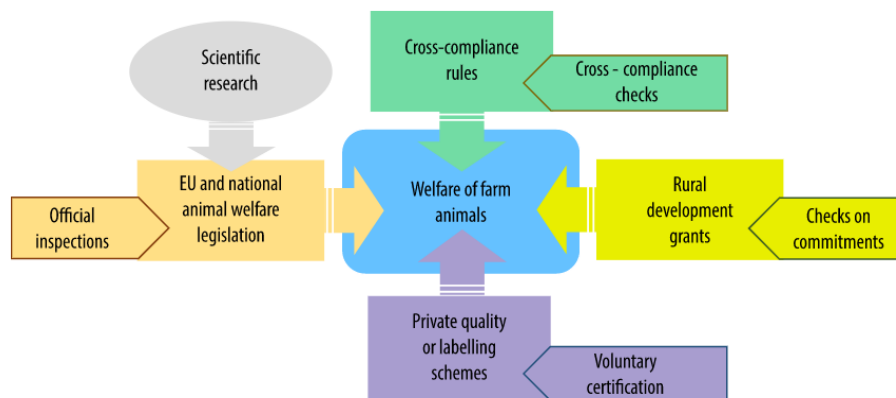 Scientific
research
Cross-compliance
rules
Cross - compliance
checks
Official
inspections
EU and national
animal welfare
legislation
Welfare of farm
animals
Rural
development
grants
Checks on
commitments
Private quality
or labelling
schemes
Voluntary
certification